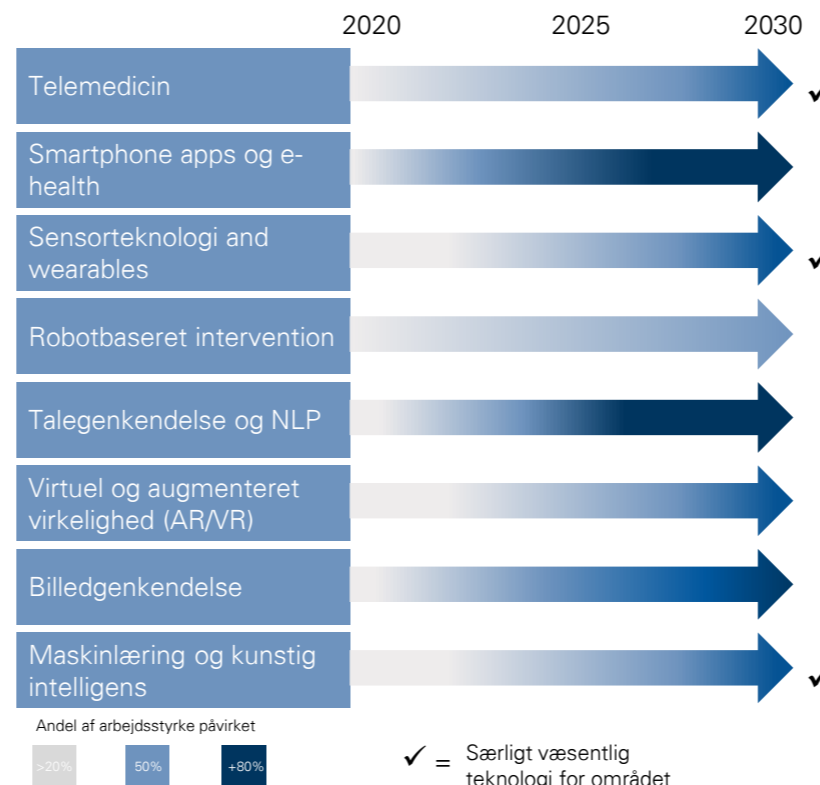 2020 2025 2030
Telemedicin ✓
Smartphone apps og e-
health
Sensorteknologi and
wearables ✓
Robotbaseret intervention
Talegenkendelse og NLP
Virtuel og augmenteret
virkelighed (AR/VR)
Billedgenkendelse
Maskinlæring og kunstig
intelligens ✓
Andel af arbejdsstyrke påvirket
>20% 50% +80%
✓ = Særligt væsentlig
teknologi for området